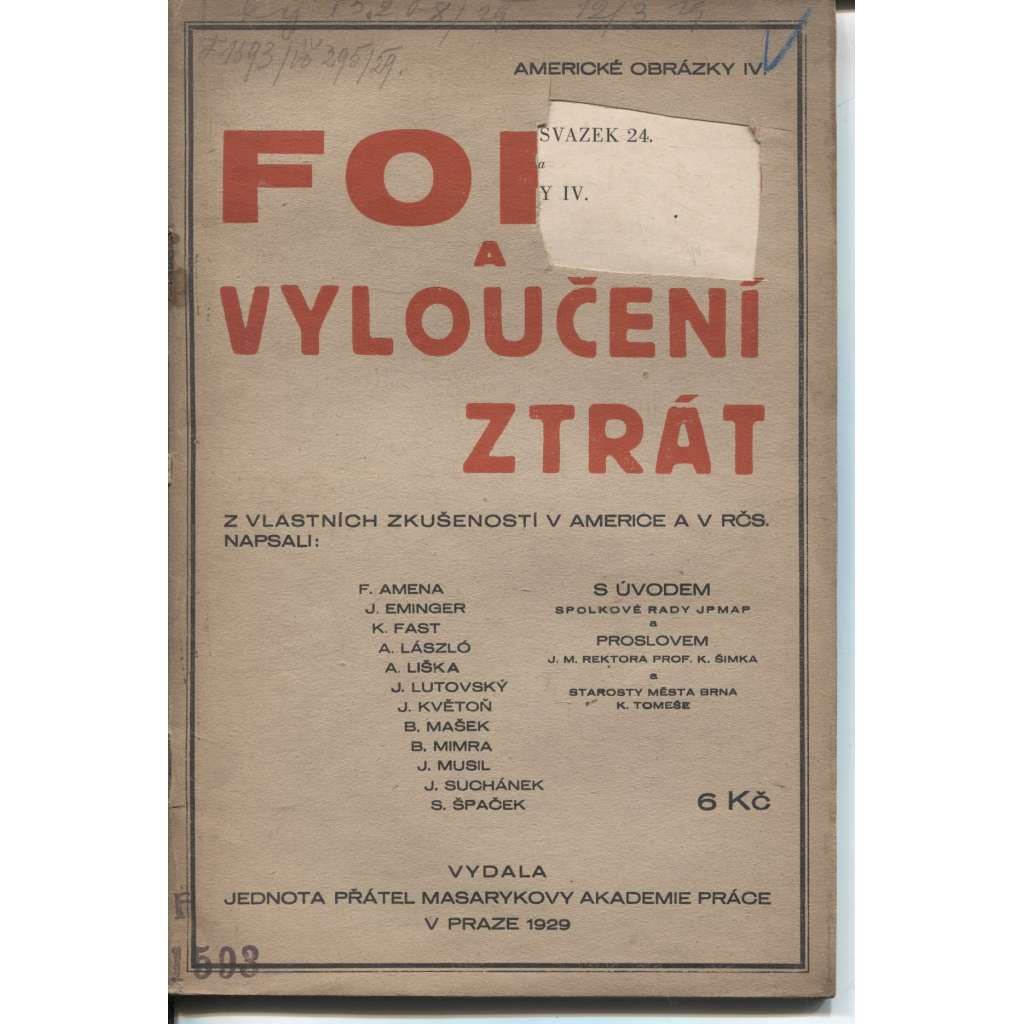 AMERICKÉ OBRÁZKY IV.
SVAZEK 24.
a
Y IV.
FO
A
VYLOUČENÍ
ZTRÁT
Z VLASTNÍCH ZKUŠENOSTÍ V AMERICE A V RČS.
NAPSALI:
F. AMENA
J. EMINGER
K. FAST
A. LÁSZLÓ
A. LIŠKA
J. LUTOVSKÝ
J. KVĚTOŇ
B. MAŠEK
B. MIMRA
J. MUSIL
J. SUCHÁNEK
S. ŠPAČEK
S ÚVODEM
SPOLKOVÉ RADY JPMAP
a
PROSLOVEM
J. M. REKTORA PROF. K. ŠIMKA
a
STAROSTY MĚSTA BRNA
K. TOMEŠE
6 Kč
VYDALA
JEDNOTA PŘÁTEL MASARYKOVY AKADEMIE PRÁCE
V PRAZE 1929
1593